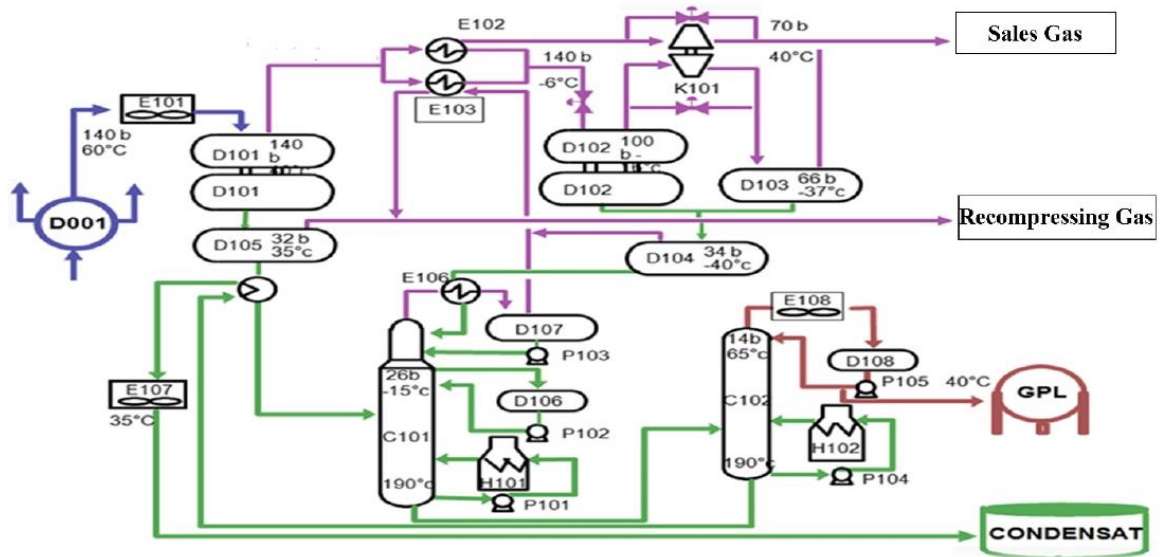 E102
70 b
Sales Gas
140 b
-6°C
40°C
K101
E103
E101
140 b
60°C
D101 140
b
D101
D102 100
b -
D102
D103 66 b
-37°c
D001
Recompressing Gas
D105 32 b
35°c
D104 34 b
-40°c
E106
E108
D107
P103
14b
65°c
D108
P105
40°C
GPL
E107
35°C
26b
-15°c
D106
P102
C101
C102
H101
H102
190°c
190°c
P101
P104
CONDENSAT